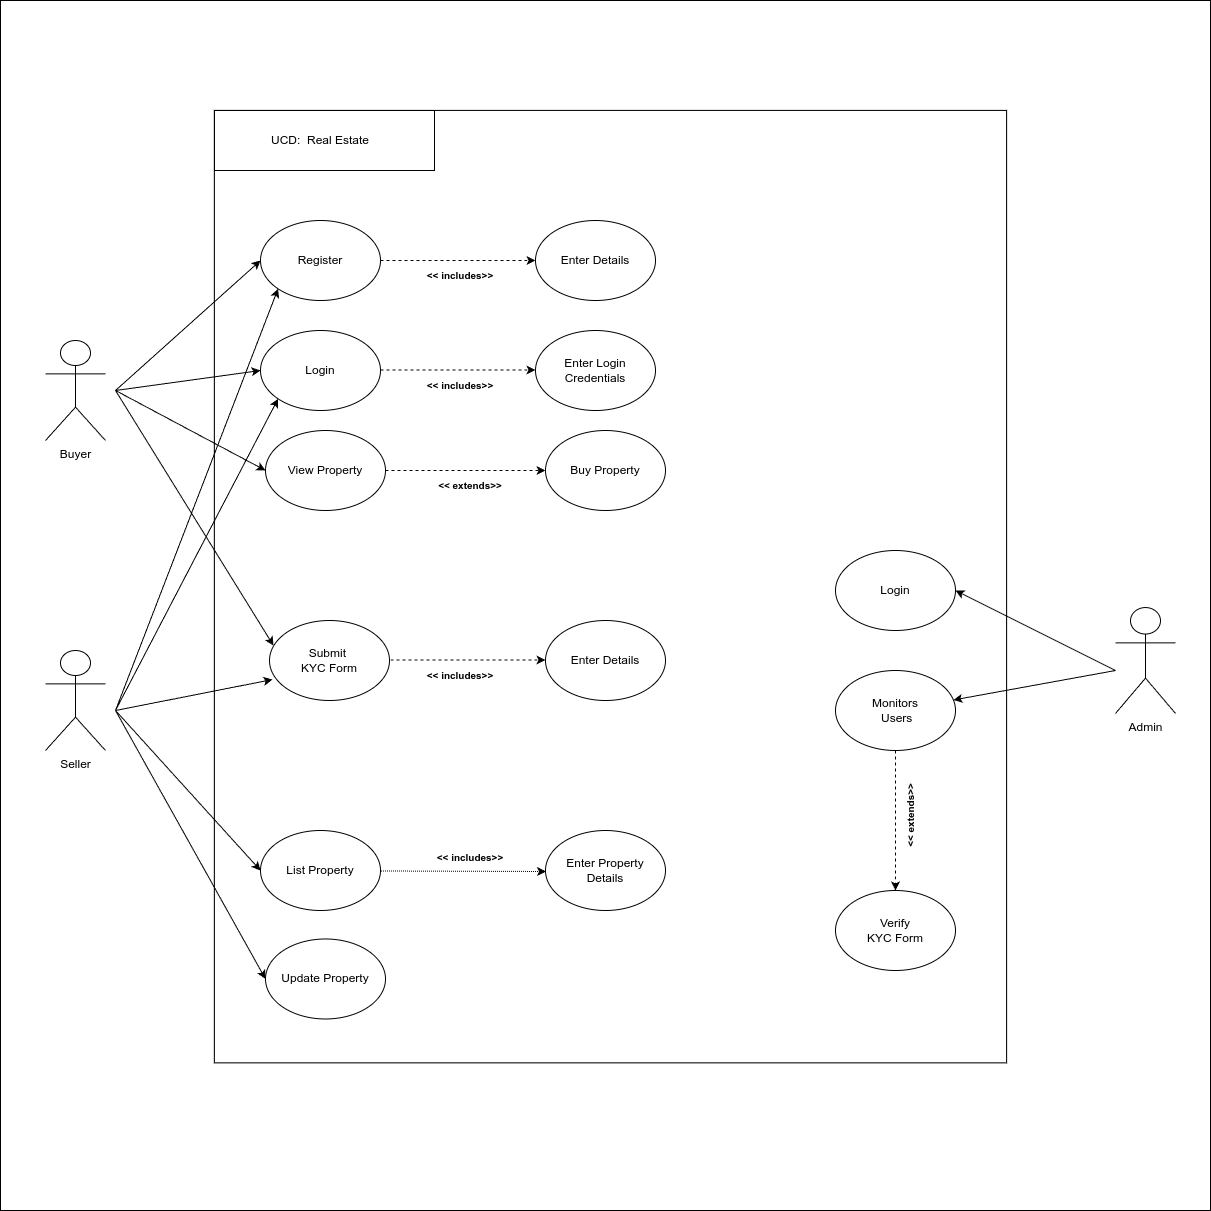 UCD:  Real Estate
Register
<< includes>>
Enter Details
Login
<< includes>>
Enter Login
Credentials
Buyer
View Property
<< extends>>
Buy Property
Login
Submit
KYC Form
<< includes>>
Enter Details
Monitors
Users
Admin
Seller
<< extends>>
List Property
<< includes>>
Enter Property
Details
Verify
KYC Form
Update Property